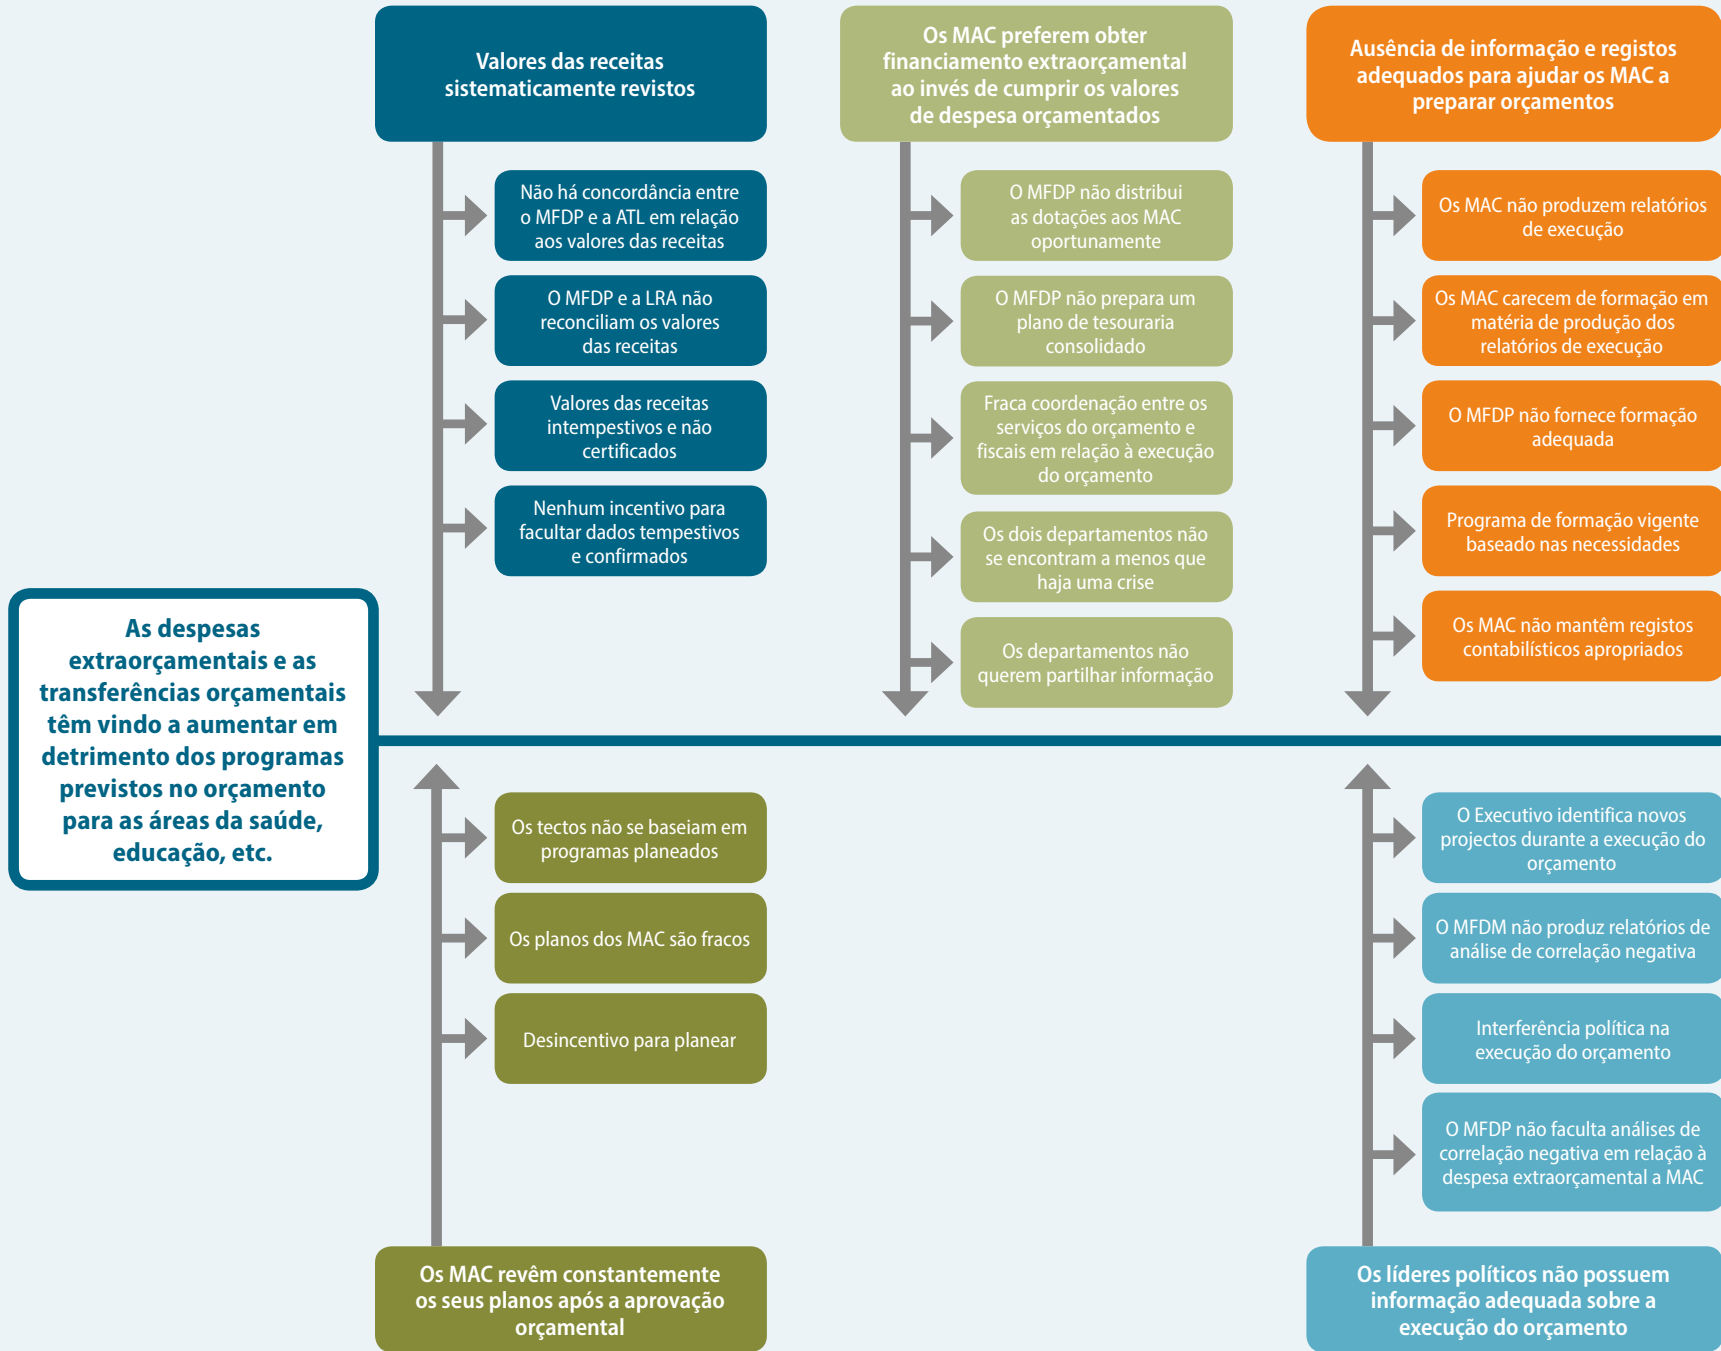 Valores das receitas
sistematicamente revistos
Não há concordância entre
o MFDP e a ATL em relação
aos valores das receitas
O MFDP e a LRA não
reconciliam os valores
das receitas
Valores das receitas
intempestivos e não
certificados
Nenhum incentivo para
facultar dados tempestivos
e confirmados
Os MAC preferem obter
financiamento extraorçamental
ao invés de cumprir os valores
de despesa orçamentados
O MFDP não distribui
as dotações aos MAC
oportunamente
O MFDP não prepara um
plano de tesouraria
consolidado
Fraca coordenação entre os
serviços do orçamento e
fiscais em relação à execução
do orçamento
Os dois departamentos não
se encontram a menos que
haja uma crise
Os departamentos não
querem partilhar informação
Ausência de informação e registos
adequados para ajudar os MAC a
preparar orçamentos
Os MAC não produzem relatórios
de execução
Os MAC carecem de formação em
matéria de produção dos
relatórios de execução
O MFDP não fornece formação
adequada
Programa de formação vigente
baseado nas necessidades
Os MAC não mantêm registos
contabilísticos apropriados
As despesas
extraorçamentais e as
transferências orçamentais
têm vindo a aumentar em
detrimento dos programas
previstos no orçamento
para as áreas da saúde,
educação, etc.
Os tectos não se baseiam em
programas planeados
Os planos dos MAC são fracos
Desincentivo para planear
Os MAC revêm constantemente
os seus planos após a aprovação
orçamental
O Executivo identifica novos
projectos durante a execução do
orçamento
O MFDM não produz relatórios de
análise de correlação negativa
Interferência política na
execução do orçamento
O MFDP não faculta análises de
correlação negativa em relação à
despesa extraorçamental a MAC
Os líderes políticos não possuem
informação adequada sobre a
execução do orçamento